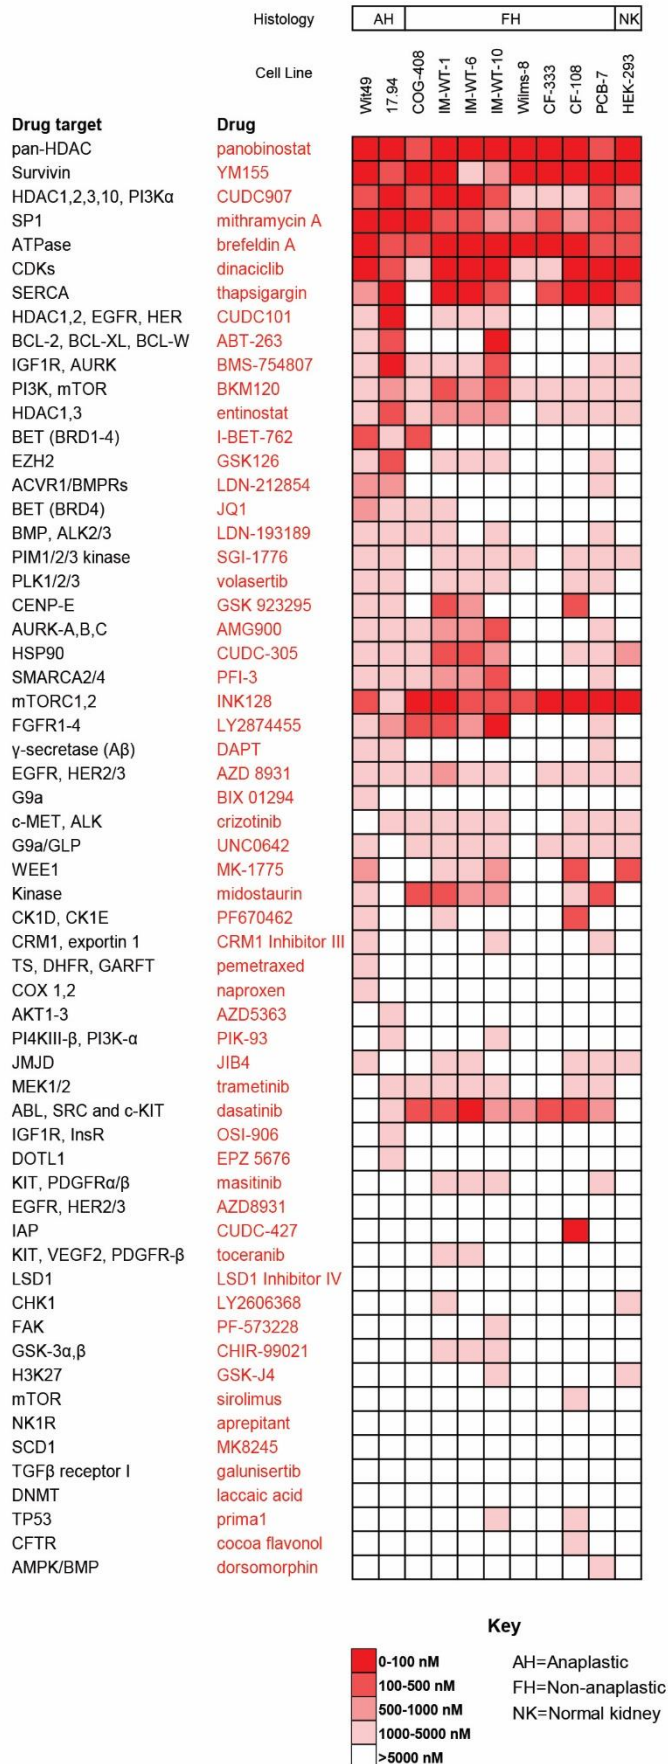 Histology AH FH NK
Cell Line Wit49 17.94 COG-408 IM-WT-1 IM-WT-6 IM-WT-10 Wilms-8 CF-333 CF-108 PCB-7 HEK-293
Drug target Drug
pan-HDAC panobinostat
Survivin YM155
HDAC1,2,3,10, PI3Kα CUDC907
SP1 mithramycin A
ATPase brefeldin A
CDKs dinaciclib
SERCA thapsigargin
HDAC1,2, EGFR, HER CUDC101
BCL-2, BCL-XL, BCL-W ABT-263
IGF1R, AURK BMS-754807
PI3K, mTOR BKM120
HDAC1,3 entinostat
BET (BRD1-4) I-BET-762
EZH2 GSK126
ACVR1/BMPRs LDN-212854
BET (BRD4) JQ1
BMP, ALK2/3 LDN-193189
PIM1/2/3 kinase SGI-1776
PLK1/2/3 volasertib
CENP-E GSK 923295
AURK-A,B,C AMG900
HSP90 CUDC-305
SMARCA2/4 PFI-3
mTORC1,2 INK128
FGFR1-4 LY2874455
γ-secretase (Aβ) DAPT
EGFR, HER2/3 AZD 8931
G9a BIX 01294
c-MET, ALK crizotinib
G9a/GLP UNC0642
WEE1 MK-1775
Kinase midostaurin
CK1D, CK1E PF670462
CRM1, exportin 1 CRM1 Inhibitor III
TS, DHFR, GARFT pemetraxed
COX 1,2 naproxen
AKT1-3 AZD5363
PI4KIII-β, PI3K-α PIK-93
JMJD JIB4
MEK1/2 trametinib
ABL, SRC and c-KIT dasatinib
IGF1R, InsR OSI-906
DOTL1 EPZ 5676
KIT, PDGFRα/β masitinib
EGFR, HER2/3 AZD8931
IAP CUDC-427
KIT, VEGF2, PDGFR-β toceranib
LSD1 LSD1 Inhibitor IV
CHK1 LY2606368
FAK PF-573228
GSK-3α,β CHIR-99021
H3K27 GSK-J4
mTOR sirolimus
NK1R aprepitant
SCD1 MK8245
TGFβ receptor I galunisertib
DNMT laccaic acid
TP53 prima1
CFTR cocoa flavonol
AMPK/BMP dorsomorphin
Key
0-100 nM AH=Anaplastic
100-500 nM FH=Non-anaplastic
500-1000 nM NK=Normal kidney
1000-5000 nM
>5000 nM